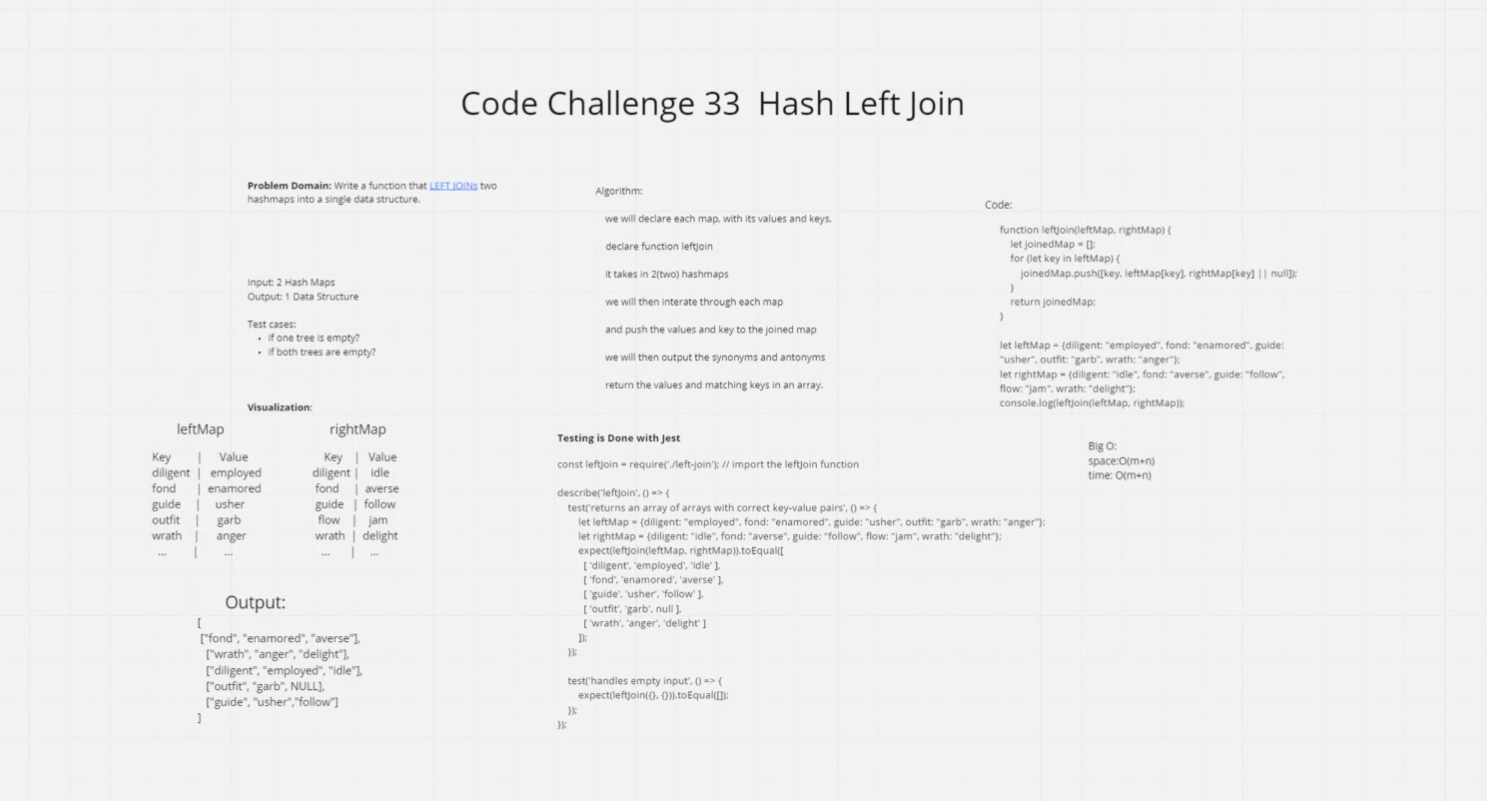 Code Challenge 33 Hash Left Join
Problem Domain: Write a function that LEFT JOINs two
hashmaps into a single data structure.
Input: 2 Hash Maps
Output: 1 Data Structure
Test cases:
• if one tree is empty?
• if both trees are empty?
Visualization:
leftMap
Key | Value
diligent | employed
fond | enamored
guide | usher
outfit | garb
wrath | anger
... | ...
rightMap
Key | Value
diligent | idle
fond | averse
guide | follow
flow | jam
wrath | delight
... | ...
Output:
[
["fond", "enamored", "averse"],
["wrath", "anger", "delight"],
["diligent", "employed", "idle"],
["outfit", "garb", NULL],
["guide", "usher","follow"]
]
Algorithm:
we will declare each map, with its values and keys.
declare function leftJoin
it takes in 2(two) hashmaps
we will then interate through each map
and push the values and key to the joined map
we will then output the synonyms and antonyms
return the values and matching keys in an array.
Testing is Done with Jest
const leftJoin = require('./left-join'); // import the leftJoin function
describe('leftJoin', () => {
test('returns an array of arrays with correct key-value pairs', () => {
let leftMap = {diligent: "employed", fond: "enamored", guide: "usher", outfit: "garb", wrath: "anger"};
let rightMap = {diligent: "idle", fond: "averse", guide: "follow", flow: "jam", wrath: "delight"};
expect(leftJoin(leftMap, rightMap)).toEqual([
[ 'diligent', 'employed', 'idle' ],
[ 'fond', 'enamored', 'averse' ],
[ 'guide', 'usher', 'follow' ],
[ 'outfit', 'garb', null ],
[ 'wrath', 'anger', 'delight' ]
]);
});
test('handles empty input', () => {
expect(leftJoin({}, {})).toEqual([]);
});
});
Code:
function leftJoin(leftMap, rightMap) {
let joinedMap = [];
for (let key in leftMap) {
joinedMap.push([key, leftMap[key], rightMap[key] || null]);
}
return joinedMap;
}
let leftMap = {diligent: "employed", fond: "enamored", guide:
"usher", outfit: "garb", wrath: "anger"};
let rightMap = {diligent: "idle", fond: "averse", guide: "follow",
flow: "jam", wrath: "delight"};
console.log(leftJoin(leftMap, rightMap));
Big O:
space:O(m+n)
time: O(m+n)